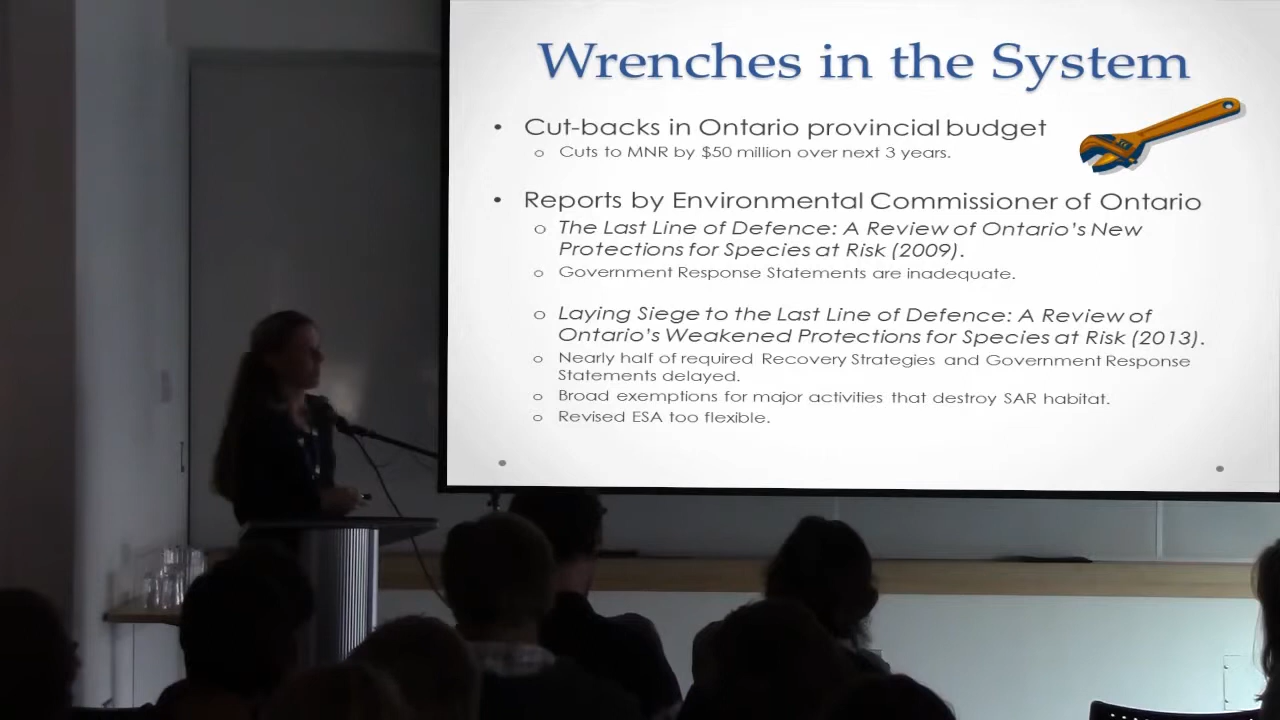 Wrenches in the System
• Cut-backs in Ontario provincial budget
o Cuts to MNR by $50 million over next 3 years.
• Reports by Environmental Commissioner of Ontario
o The Last Line of Defence: A Review of Ontario's New
Protections for Species at Risk (2009).
o Government Response Statements are inadequate.
o Laying Siege to the Last Line of Defence: A Review of
Ontario's Weakened Protections for Species at Risk (2013).
o Nearly half of required Recovery Strategies and Government Response
Statements delayed.
o Broad exemptions for major activities that destroy SAR habitat.
o Revised ESA too flexible.